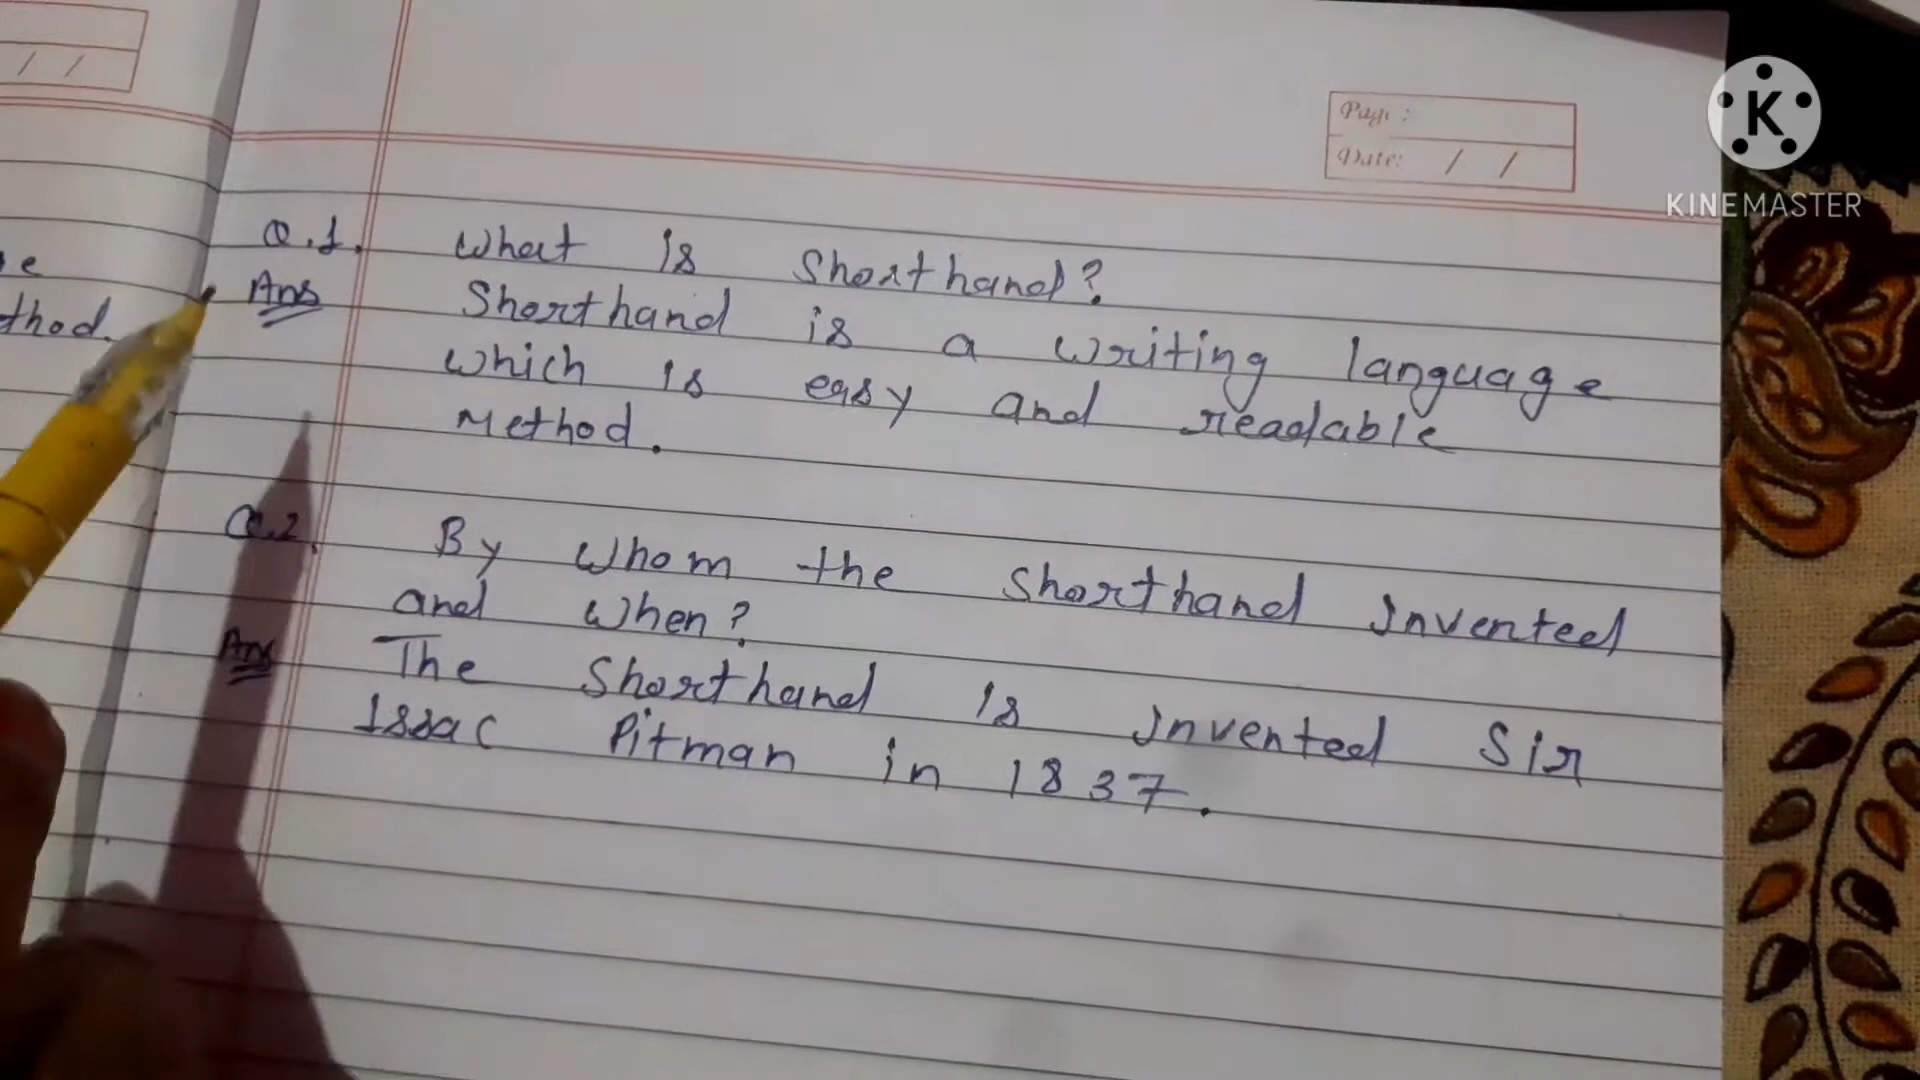 Page :
Date: / /
K
KINEMASTER
Q.1. What is Shorthand?
Ans Shorthand is a writing language
which is easy and readable
Method.
Q.2. By Whom the Shorthand Invented
and When?
Ans The Shorthand is Invented Sir
Issac Pitman in 1837.
/ /
e
thod.